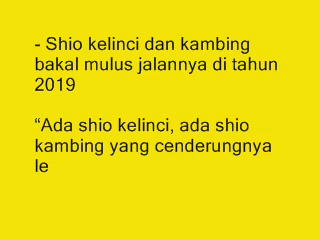 - Shio kelinci dan kambing
bakal mulus jalannya di tahun
2019
“Ada shio kelinci, ada shio
kambing yang cenderungnya
le